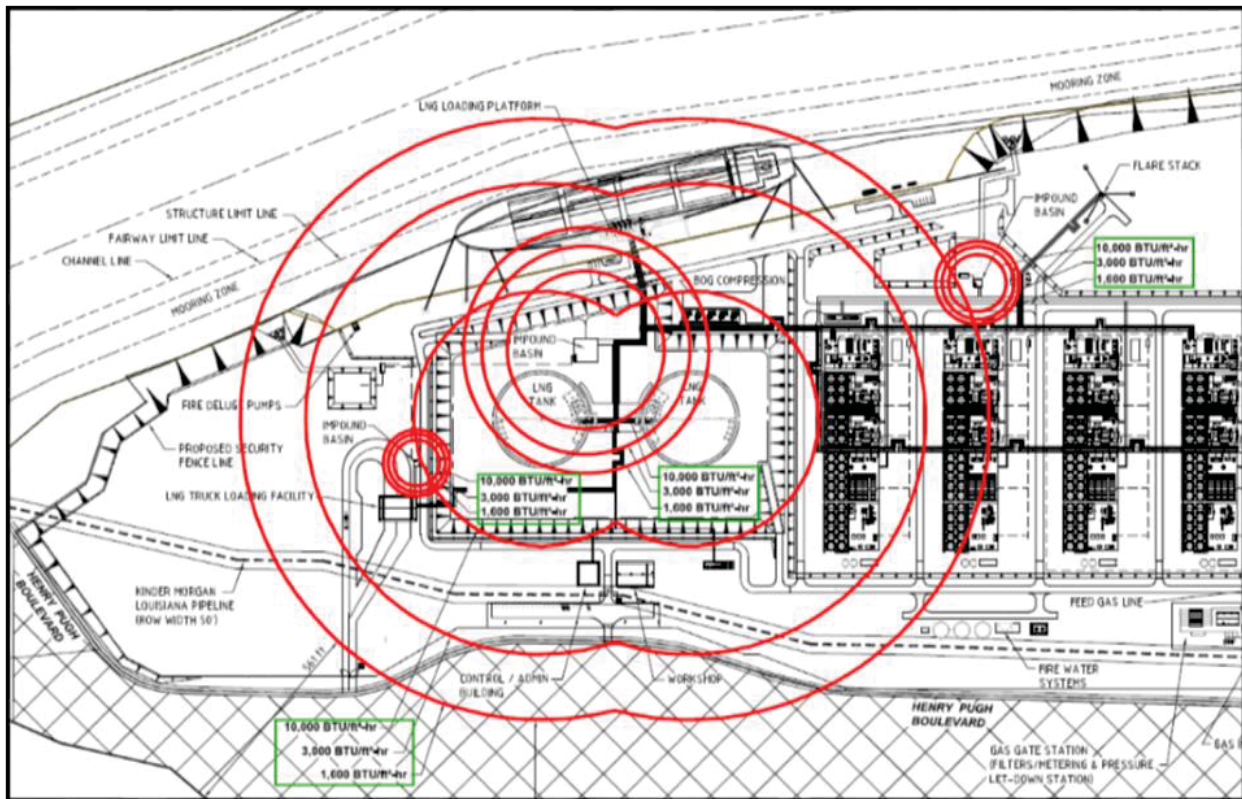 LNG LOADING PLATFORM
MOORING ZONE
FLARE STACK
IMPOUND
BASIN
STRUCTURE LIMIT LINE
FAIRWAY LIMIT LINE
CHANNEL LINE
MOORING ZONE
10,000 BTU/ft²-hr
3,000 BTU/ft²-hr
1,600 BTU/ft²-hr
BOG COMPRESSION
IMPOUND
BASIN
LNG
TANK
LNG
TANK
FIRE DELUGE PUMPS
IMPOUND
BASIN
PROPOSED SECURITY
FENCE LINE
LNG TRUCK LOADING FACILITY
10,000 BTU/ft²-hr
3,000 BTU/ft²-hr
1,600 BTU/ft²-hr
10,000 BTU/ft²-hr
3,000 BTU/ft²-hr
1,600 BTU/ft²-hr
HENRY PUGH
BOULEVARD
KINDER MORGAN
LOUISIANA PIPELINE
(ROW WIDTH 50')
561 FT
FEED GAS LINE
CONTROL / ADMIN
BUILDING
WORKSHOP
FIRE WATER
SYSTEMS
HENRY PUGH
BOULEVARD
10,000 BTU/ft²-hr
3,000 BTU/ft²-hr
1,600 BTU/ft²-hr
GAS GATE STATION
(FILTERS/METERING & PRESSURE
LET-DOWN STATION)
GAS